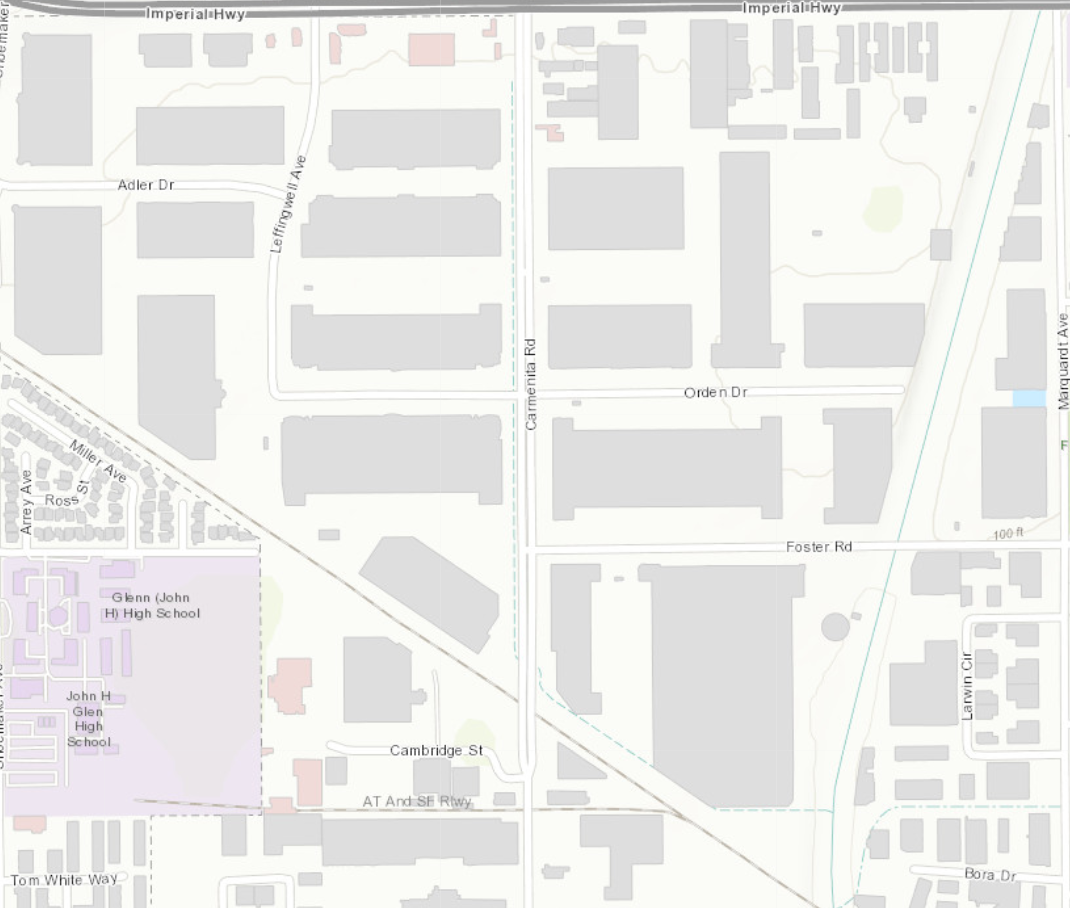 Imperial Hwy
Imperial Hwy
Shoemaker
Adler Dr
Leffingwell Ave
Carmenita Rd
Orden Dr
Marquardt Ave
F
Miller Ave
Ross St
Arrey Ave
100 ft
Foster Rd
Glenn (John
H) High School
John H
Glen
High
School
Shoemaker Ave
Larwin Cir
Cambridge St
AT And SF Rlwy
Tom White Way
Bora Dr